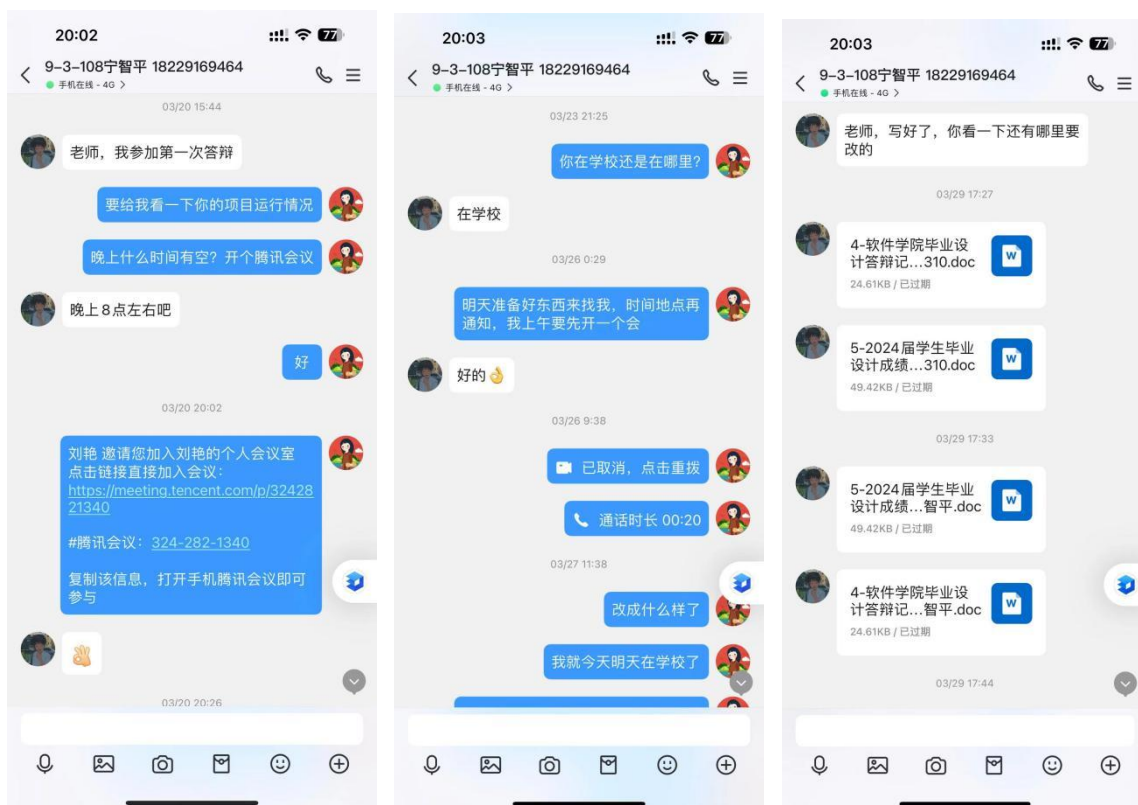 20:02
77
9-3-108宁智平 18229169464
手机在线 - 4G >
03/20 15:44
老师，我参加第一次答辩
要给我看一下你的项目运行情况
晚上什么时间有空？开个腾讯会议
晚上8点左右吧
好
03/20 20:02
刘艳 邀请您加入刘艳的个人会议室
点击链接直接加入会议：
https://meeting.tencent.com/p/32428
21340
#腾讯会议：324-282-1340
复制该信息，打开手机腾讯会议即可
参与
03/20 20:26
20:03
77
9-3-108宁智平 18229169464
手机在线 - 4G >
03/23 21:25
你在学校还是在哪里？
在学校
03/26 0:29
明天准备好东西来找我，时间地点再
通知，我上午要先开一个会
好的👌
03/26 9:38
已取消，点击重拨
通话时长 00:20
03/27 11:38
改成什么样了
我就今天明天在学校了
20:03
77
9-3-108宁智平 18229169464
手机在线 - 4G >
老师，写好了，你看一下还有哪里要
改的
03/29 17:27
4-软件学院毕业设
计答辩记...310.doc
W
24.61KB / 已过期
5-2024届学生毕业
设计成绩...310.doc
W
49.42KB / 已过期
03/29 17:33
5-2024届学生毕业
设计成绩...智平.doc
W
49.42KB / 已过期
4-软件学院毕业设
计答辩记...智平.doc
W
24.61KB / 已过期
03/29 17:44